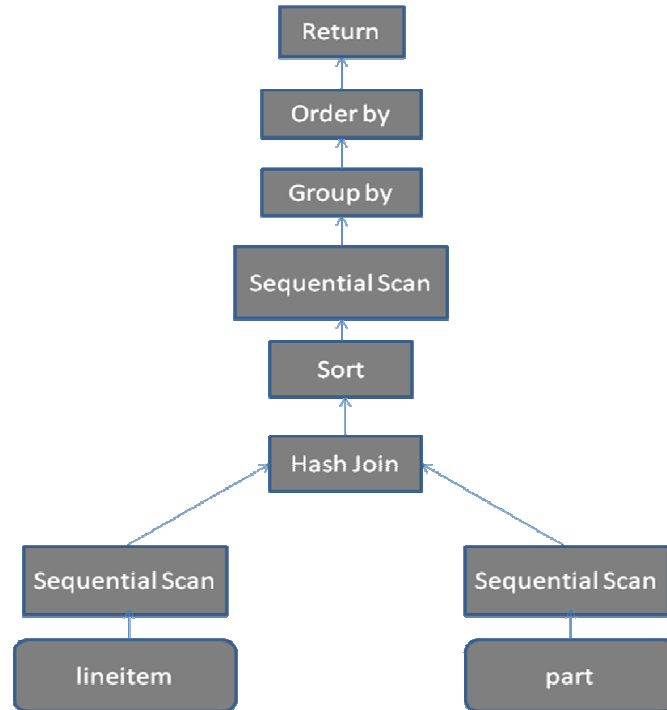 Return
Order by
Group by
Sequential Scan
Sort
Hash Join
Sequential Scan
Sequential Scan
lineitem
part